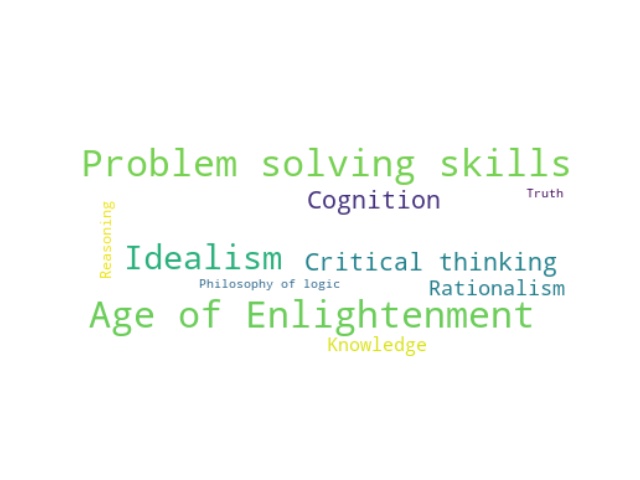 Problem solving skills
Cognition
Truth
Reasoning
Idealism
Critical thinking
Philosophy of logic
Rationalism
Age of Enlightenment
Knowledge